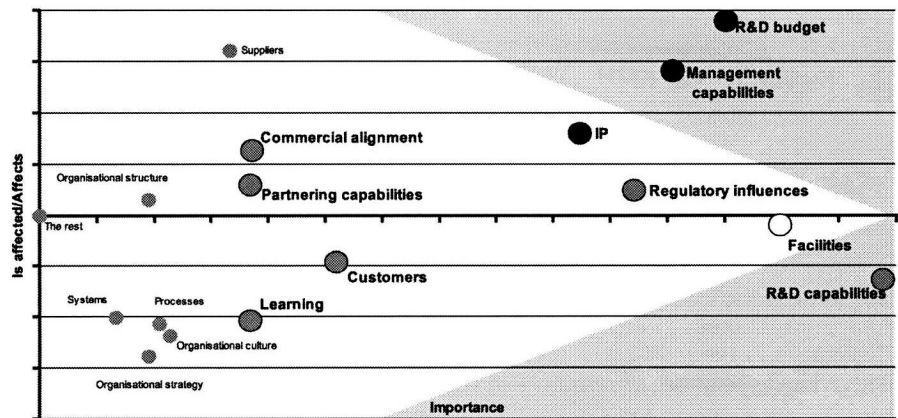 R&D budget
Suppliers
Management
capabilities
IP
Commercial alignment
Organisational structure
Partnering capabilities
Regulatory influences
The rest
Facilities
Customers
R&D capabilities
Systems
Processes
Learning
Organisational culture
Organisational strategy
Importance
Is affected/Affects